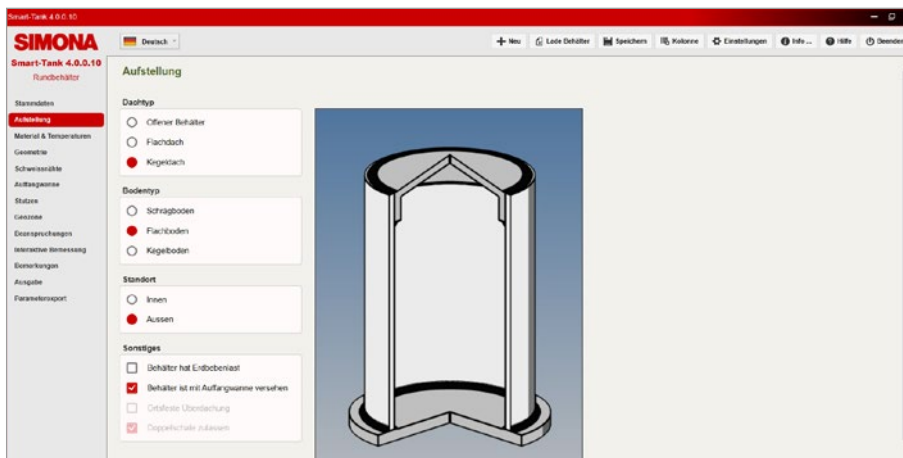 Smart-Tank 4.0.0.10
SIMONA
Smart-Tank 4.0.0.10
Rundbehälter
Deutsch
Neu
Lade Behälter
Speichern
Kolonne
Einstellungen
Info ...
Hilfe
Beenden
Stammdaten
Aufstellung
Material & Temperaturen
Geometrie
Schweissnähte
Auffangwanne
Stutzen
Beanspruchungen
Interaktive Bemessung
Bemerkungen
Ausgabe
Parameterexport
Aufstellung
Dachtyp
Offener Behälter
Flachdach
Kegeldach
Bodentyp
Schrägboden
Flachboden
Kegelboden
Standort
Innen
Aussen
Sonstiges
Behälter hat Erdbebenlast
Behälter ist mit Auffangwanne versehen
Ortsfeste Überdachung
Doppelschale zulassen